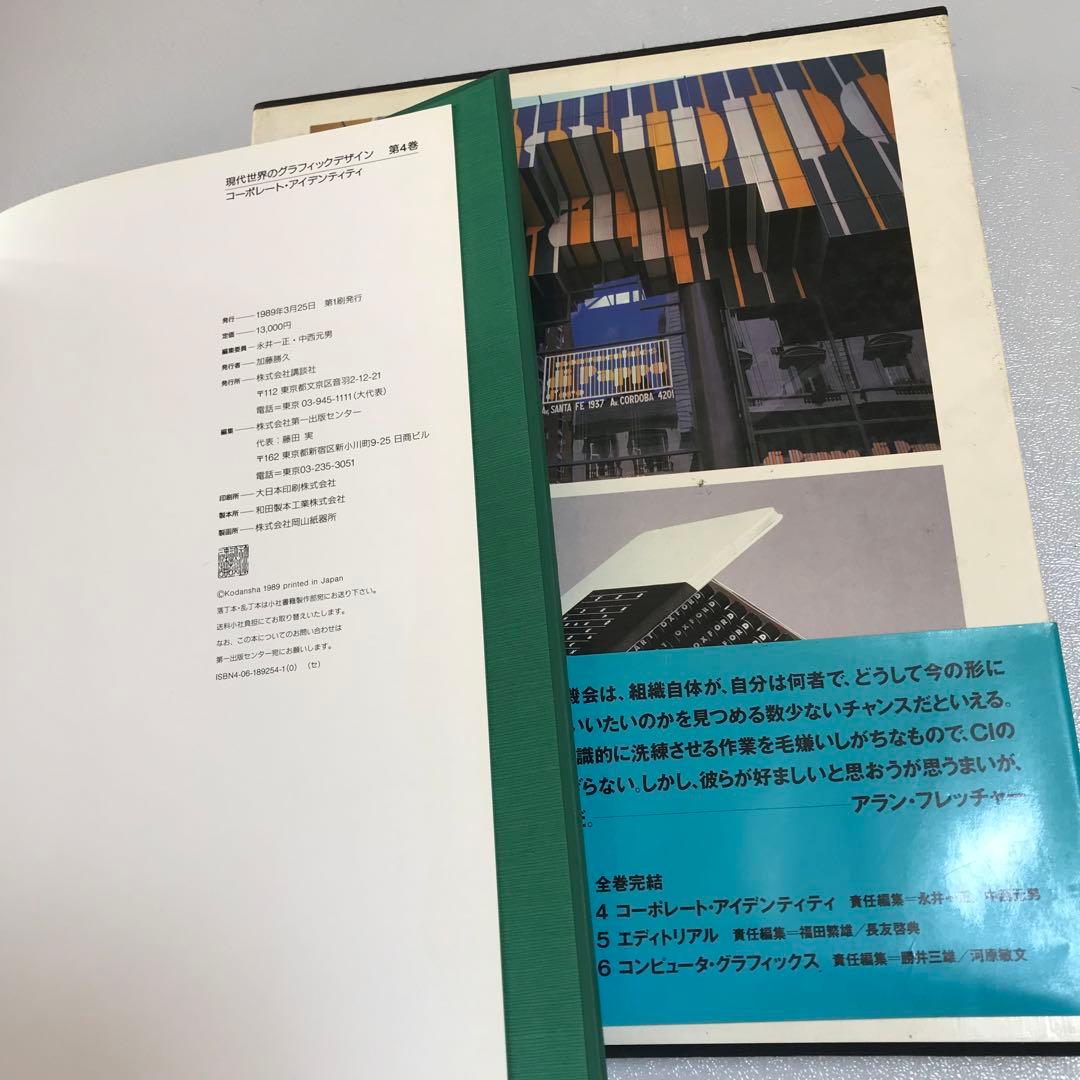 現代世界のグラフィックデザイン 第4巻
コーポレート・アイデンティティ
発行──1989年3月25日 第1刷発行
定価──13,000円
編集委員──永井一正・中西元男
発行者──加藤勝久
発行所──株式会社講談社
〒112 東京都文京区音羽2-12-21
電話＝東京 03-945-1111(大代表)
編集──株式会社第一出版センター
代表：藤田 実
〒162 東京都新宿区新小川町9-25 日商ビル
電話＝東京03-235-3051
印刷所──大日本印刷株式会社
製本所──和田製本工業株式会社
製函所──株式会社岡山紙器所
©Kodansha 1989 printed in Japan
落丁本・乱丁本は小社書籍製作部宛にお送り下さい。
送料小社負担にてお取り替えいたします。
なお、この本についてのお問い合わせは
第一出版センター宛にお願いします。
ISBN4-06-189254-1(0) (セ)
di Pappo
Av. SANTA FE 1937 Av. CORDOBA 4201
ART /OXFORD
/OXFORD
機会は、組織自体が、自分は何者で、どうして今の形に
いいたいのかを見つめる数少ないチャンスだといえる。
識的に洗練させる作業を毛嫌いしがちなもので、CIの
らない。しかし、彼らが好ましいと思おうが思うまいが、
だ。──アラン・フレッチャー
全巻完結
4 コーポレート・アイデンティティ 責任編集＝永井一正／中西元男
5 エディトリアル 責任編集＝福田繁雄／長友啓典
6 コンピュータ・グラフィックス 責任編集＝勝井三雄／河原敏文